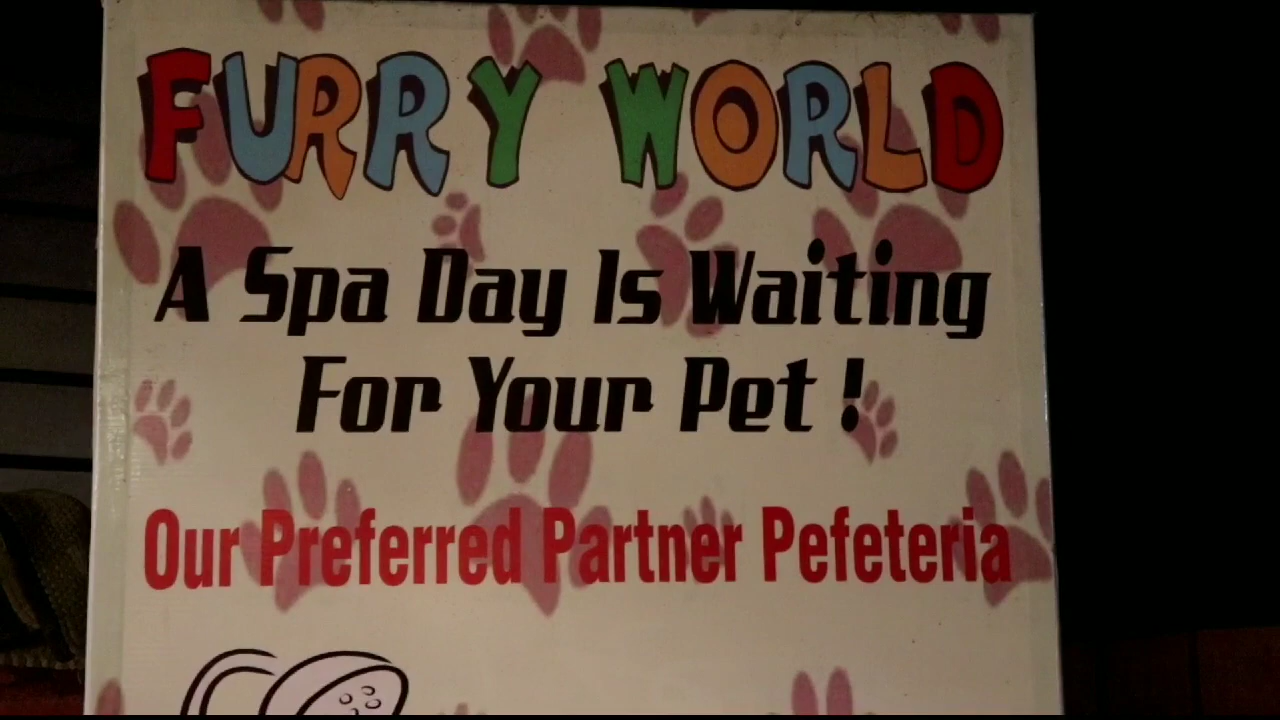 FURRY WORLD
A Spa Day Is Waiting
For Your Pet !
Our Preferred Partner Pefeteria